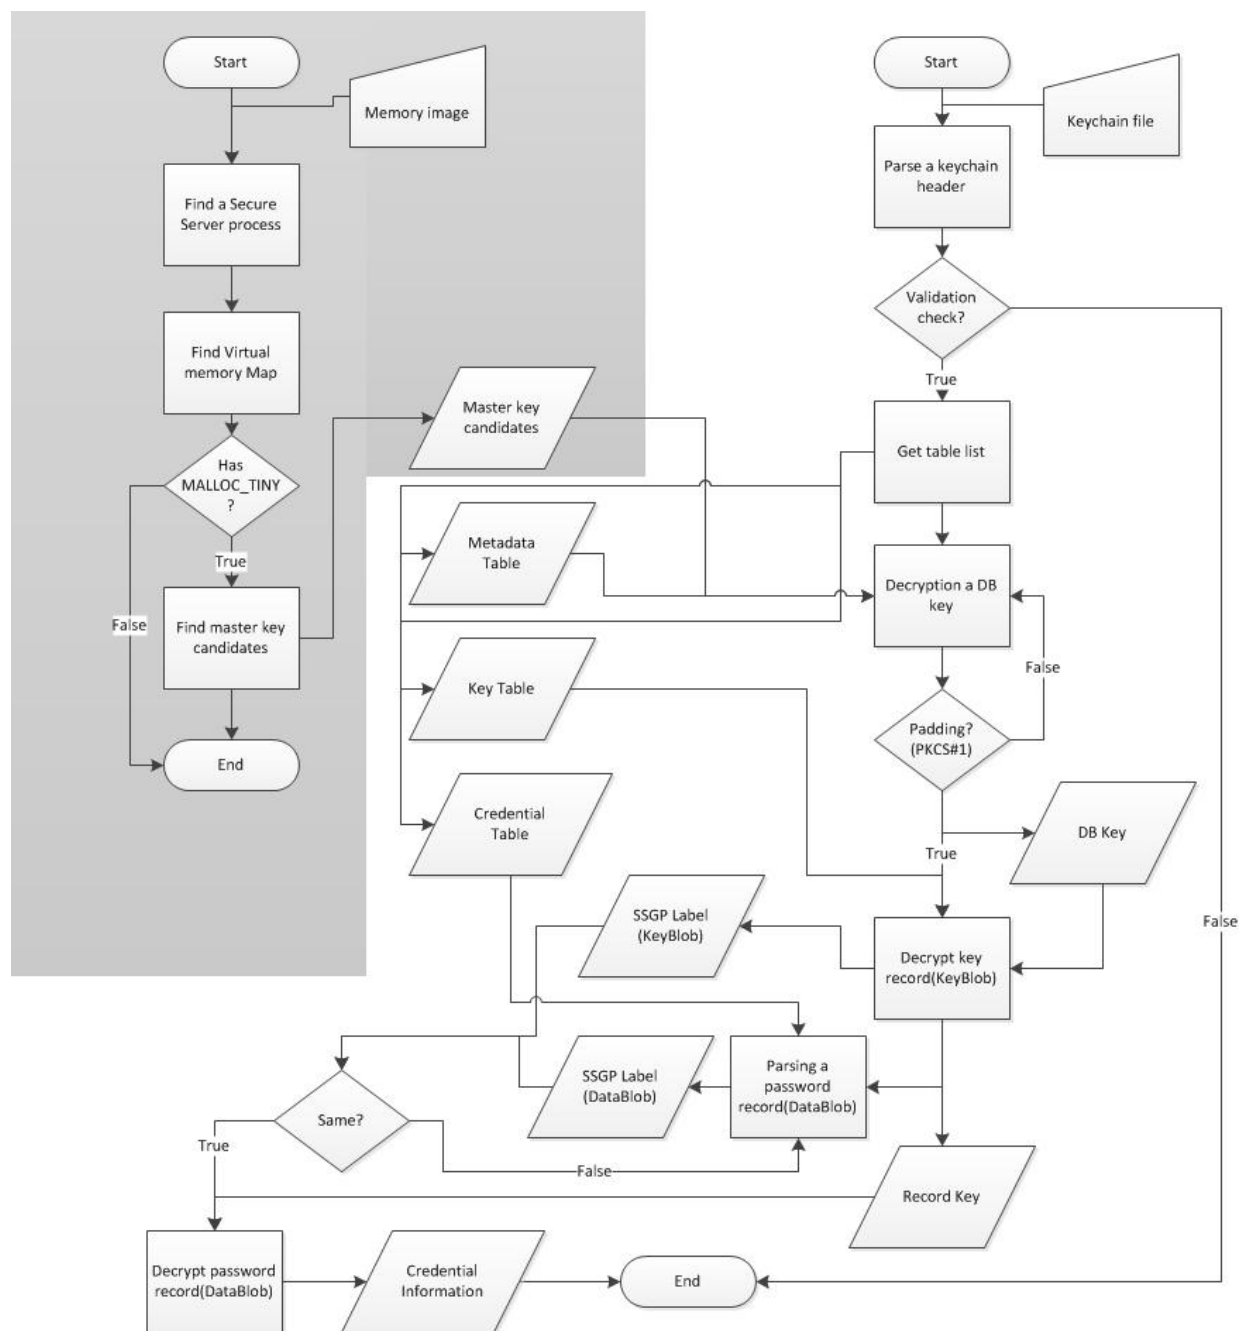 Start
Memory image
Find a Secure
Server process
Find Virtual
memory Map
Has
MALLOC_TINY
?
True
False
Find master key
candidates
End
Master key
candidates
Start
Keychain file
Parse a keychain
header
Validation
check?
True
False
Get table list
Metadata
Table
Decryption a DB
key
False
Key Table
Padding?
(PKCS#1)
True
Credential
Table
DB Key
SSGP Label
(KeyBlob)
Decrypt key
record(KeyBlob)
SSGP Label
(DataBlob)
Parsing a
password
record(DataBlob)
Same?
True
False
Record Key
Decrypt password
record(DataBlob)
Credential
Information
End